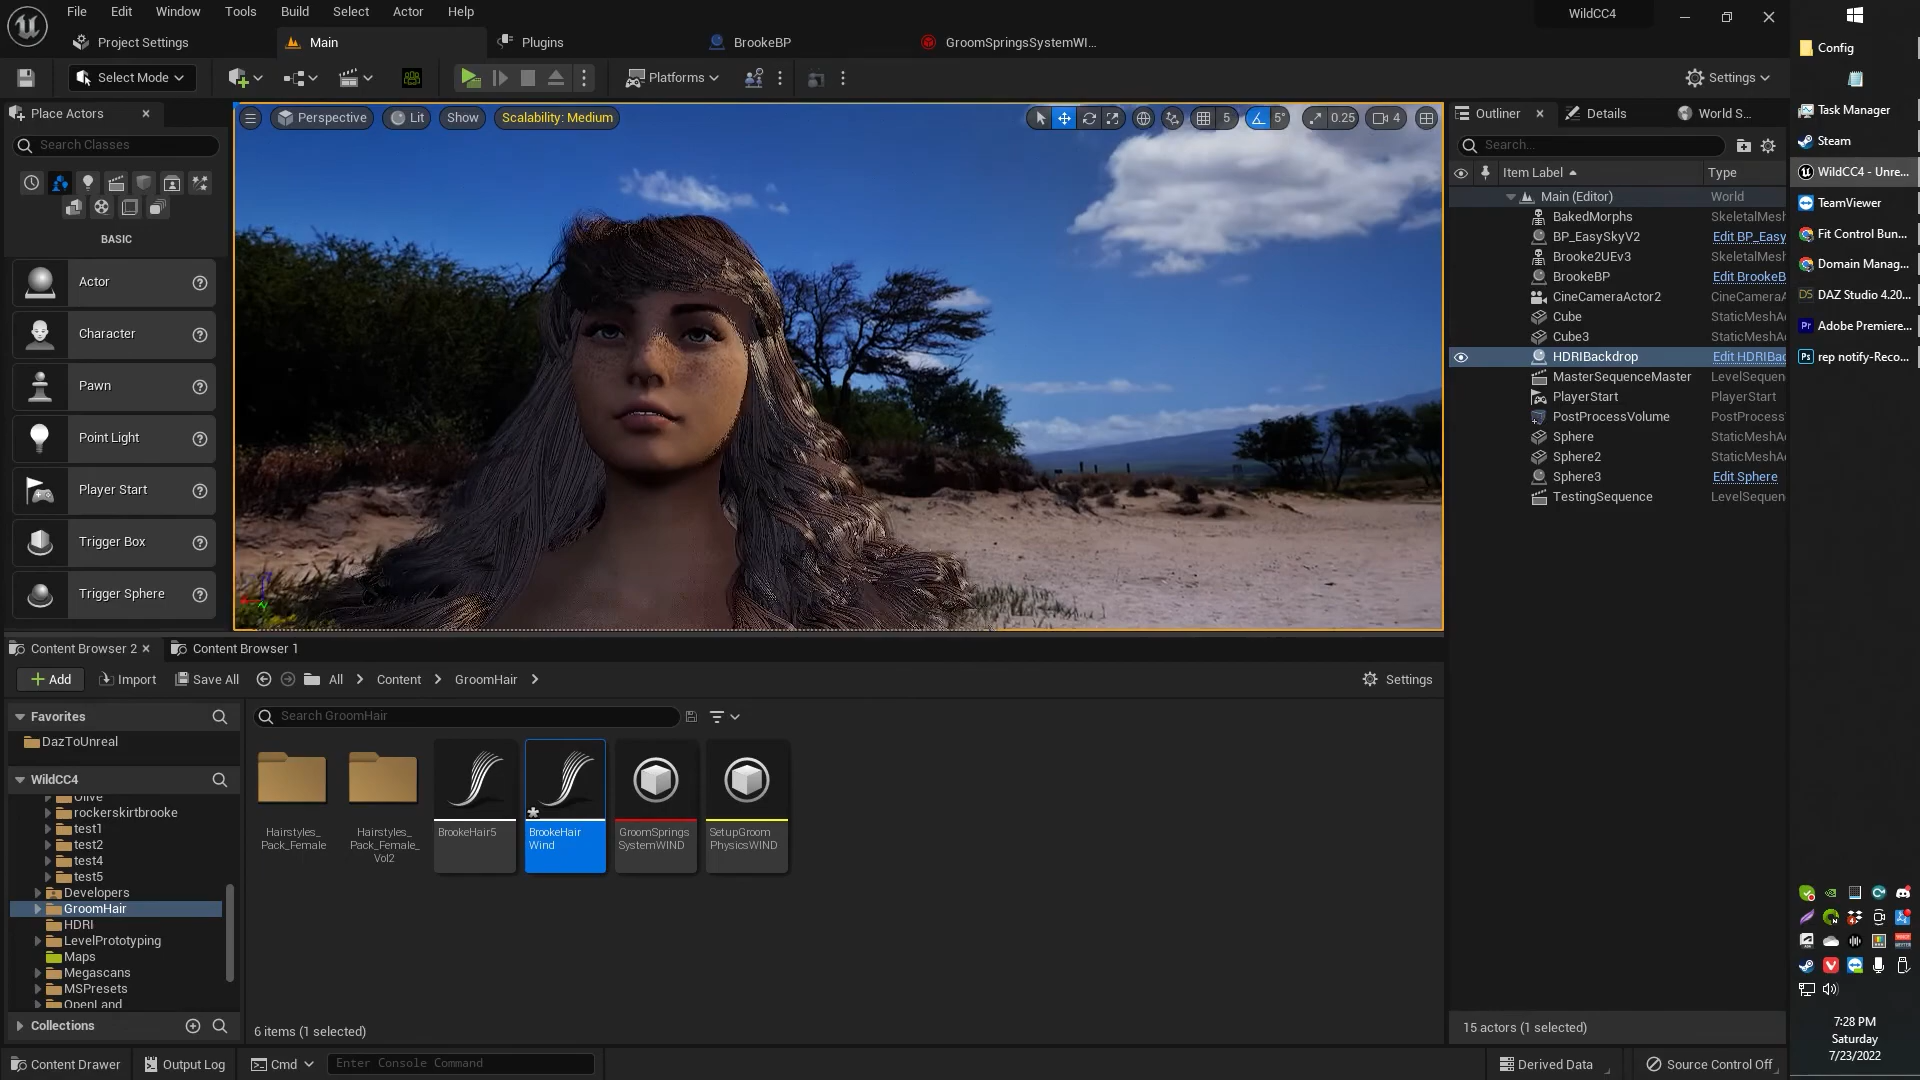 File
Edit
Window
Tools
Build
Select
Actor
Help
WildCC4
Project Settings
Main
Plugins
BrookeBP
GroomSpringsSystemWI...
Select Mode
Platforms
Settings
Place Actors
Search Classes
BASIC
Actor
Character
Pawn
Point Light
Player Start
Trigger Box
Trigger Sphere
Perspective
Lit
Show
Scalability: Medium
5
5°
0.25
4
Outliner
Details
World S...
Search...
Item Label
Type
Main (Editor)
World
BakedMorphs
SkeletalMesh
BP_EasySkyV2
Edit BP_Easy
Brooke2UEv3
SkeletalMesh
BrookeBP
Edit BrookeB
CineCameraActor2
CineCameraA
Cube
StaticMeshA
Cube3
StaticMeshA
HDRIBackdrop
Edit HDRIBac
MasterSequenceMaster
LevelSequen
PlayerStart
PlayerStart
PostProcessVolume
PostProcess
Sphere
StaticMeshA
Sphere2
StaticMeshA
Sphere3
Edit Sphere
TestingSequence
LevelSequen
15 actors (1 selected)
Content Browser 2
Content Browser 1
Add
Import
Save All
All
Content
GroomHair
Settings
Favorites
DazToUnreal
WildCC4
Olive
rockerskirtbrooke
test1
test2
test4
test5
Developers
GroomHair
HDRI
LevelPrototyping
Maps
Megascans
MSPresets
OpenLand
Collections
Search GroomHair
Hairstyles_
Pack_Female
Hairstyles_
Pack_Female_
Vol2
BrookeHair5
BrookeHair
Wind
GroomSprings
SystemWIND
SetupGroom
PhysicsWIND
6 items (1 selected)
Content Drawer
Output Log
Cmd
Enter Console Command
Derived Data
Source Control Off
Config
Task Manager
Steam
WildCC4 - Unre...
TeamViewer
Fit Control Bun...
Domain Manag...
DS
DAZ Studio 4.20...
Pr
Adobe Premiere...
Ps
rep notify-Reco...
7:28 PM
Saturday
7/23/2022